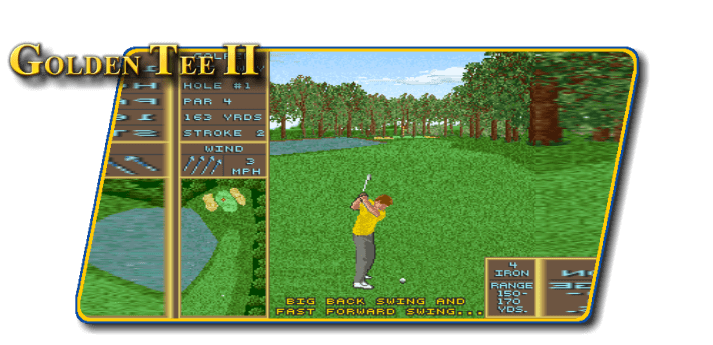 GOLDEN TEE II
GOLF
HOLE #1
PAR 4
163 YRDS
STROKE 2
WIND
3
MPH
4
IRON
RANGE
150-
170
YDS.
BIG BACK SWING AND
FAST FORWARD SWING...